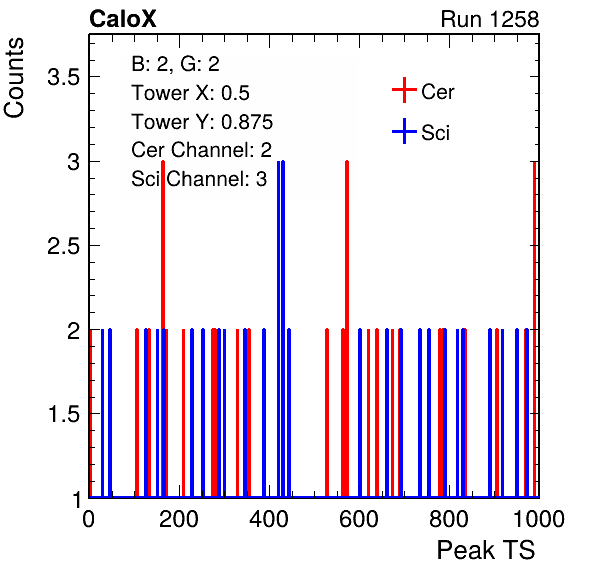 CaloX Run 1258
Counts
B: 2, G: 2
Tower X: 0.5
Tower Y: 0.875
Cer Channel: 2
Sci Channel: 3
Cer
Sci
3.5
3
2.5
2
1.5
1
0 200 400 600 800 1000
Peak TS